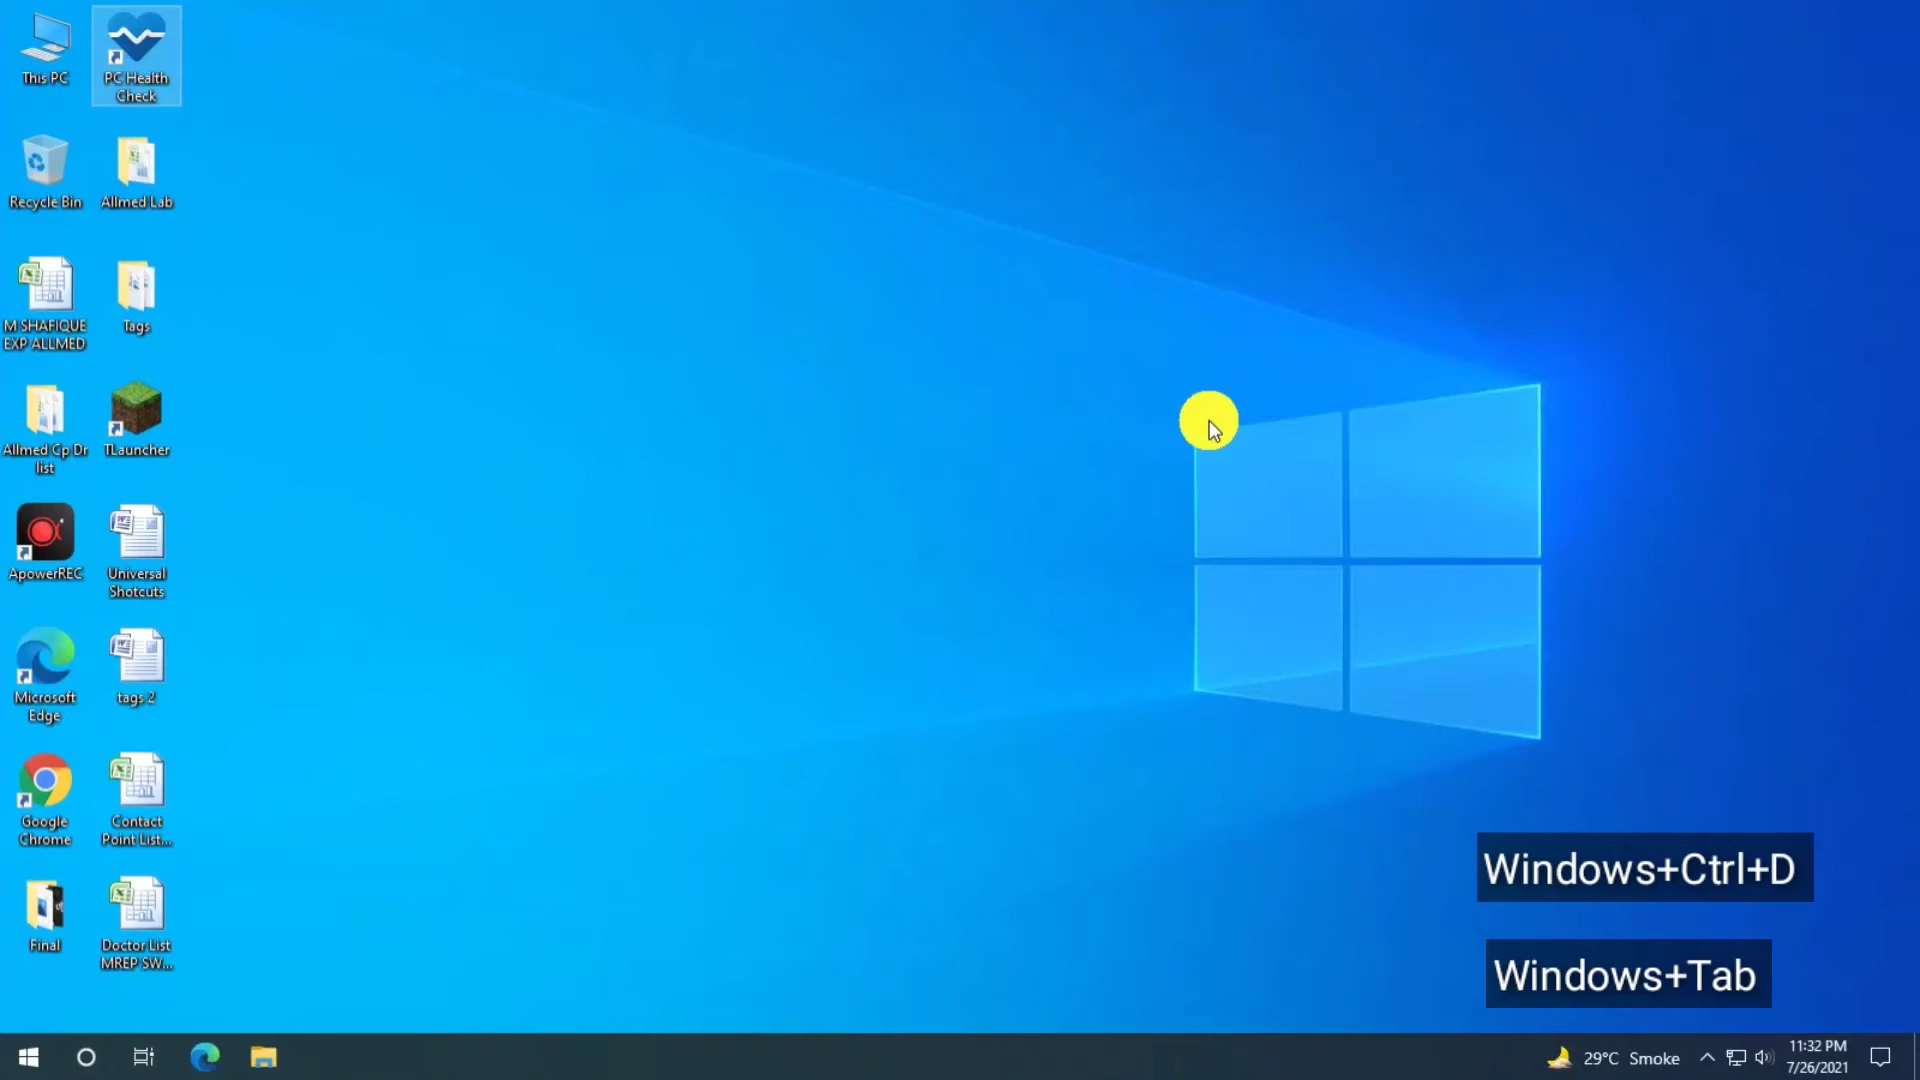 This PC
PC Health
Check
Recycle Bin
Allmed Lab
M SHAFIQUE
EXP ALLMED
Tags
Allmed Cp Dr
list
TLauncher
ApowerREC
Universal
Shotcuts
Microsoft
Edge
tags 2
Google
Chrome
Contact
Point List...
Final
Doctor List
MREP SW...
Windows+Ctrl+D
Windows+Tab
29°C Smoke
11:32 PM
7/26/2021